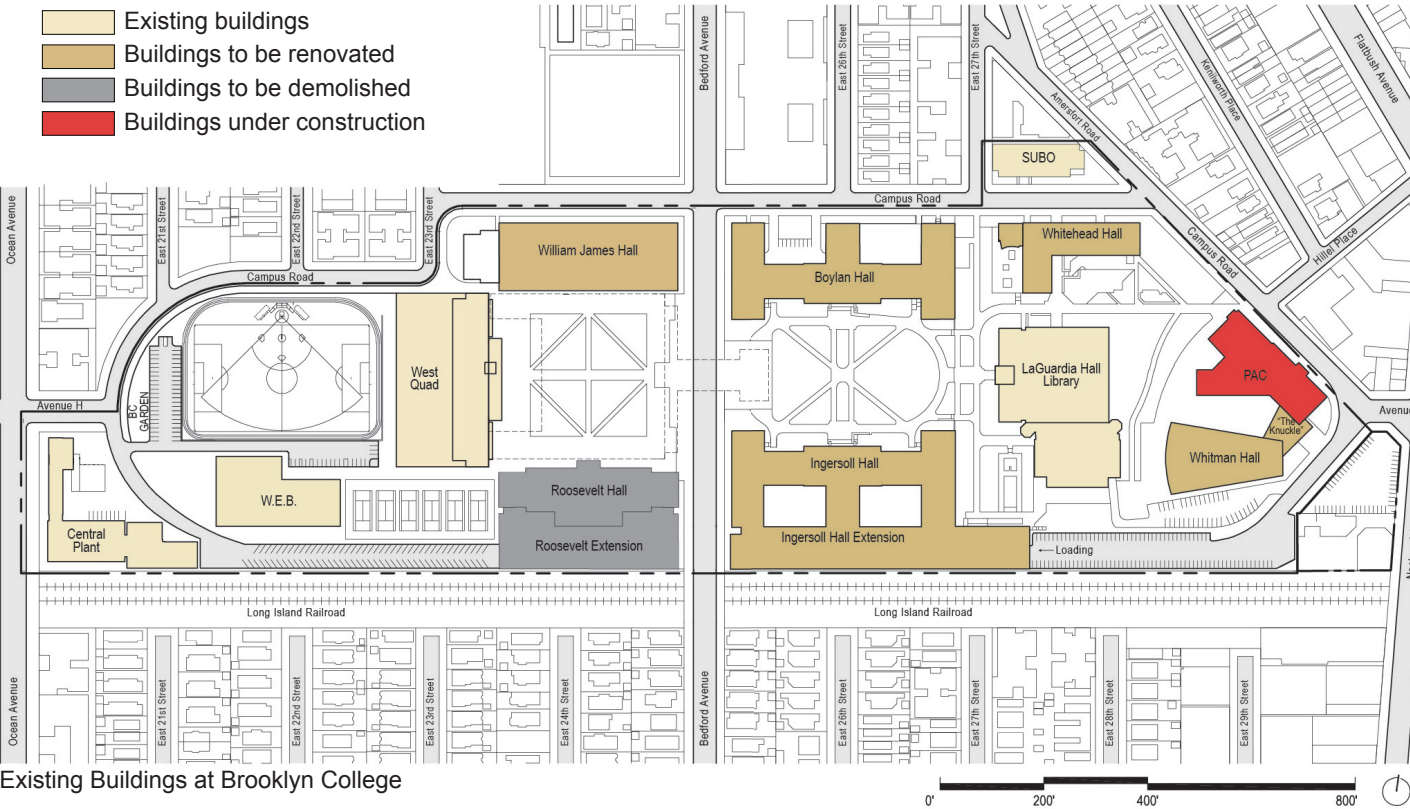 Existing buildings
Buildings to be renovated
Buildings to be demolished
Buildings under construction
Ocean Avenue
East 21st Street
East 22nd Street
East 23rd Street
Bedford Avenue
East 26th Street
East 27th Street
Amersfort Road
Kenilworth Place
Flatbush Avenue
SUBO
Campus Road
Campus Road
Campus Road
Hillel Place
William James Hall
Boylan Hall
Whitehead Hall
West
Quad
LaGuardia Hall
Library
PAC
Avenue H
BC
GARDEN
Avenue
"The
Knuckle"
Whitman Hall
Ingersoll Hall
Roosevelt Hall
W.E.B.
Central
Plant
Roosevelt Extension
Ingersoll Hall Extension
Loading
Long Island Railroad
Long Island Railroad
Ocean Avenue
East 21st Street
East 22nd Street
East 23rd Street
East 24th Street
Bedford Avenue
East 26th Street
East 27th Street
East 28th Street
East 29th Street
Existing Buildings at Brooklyn College
0' 200' 400' 800'